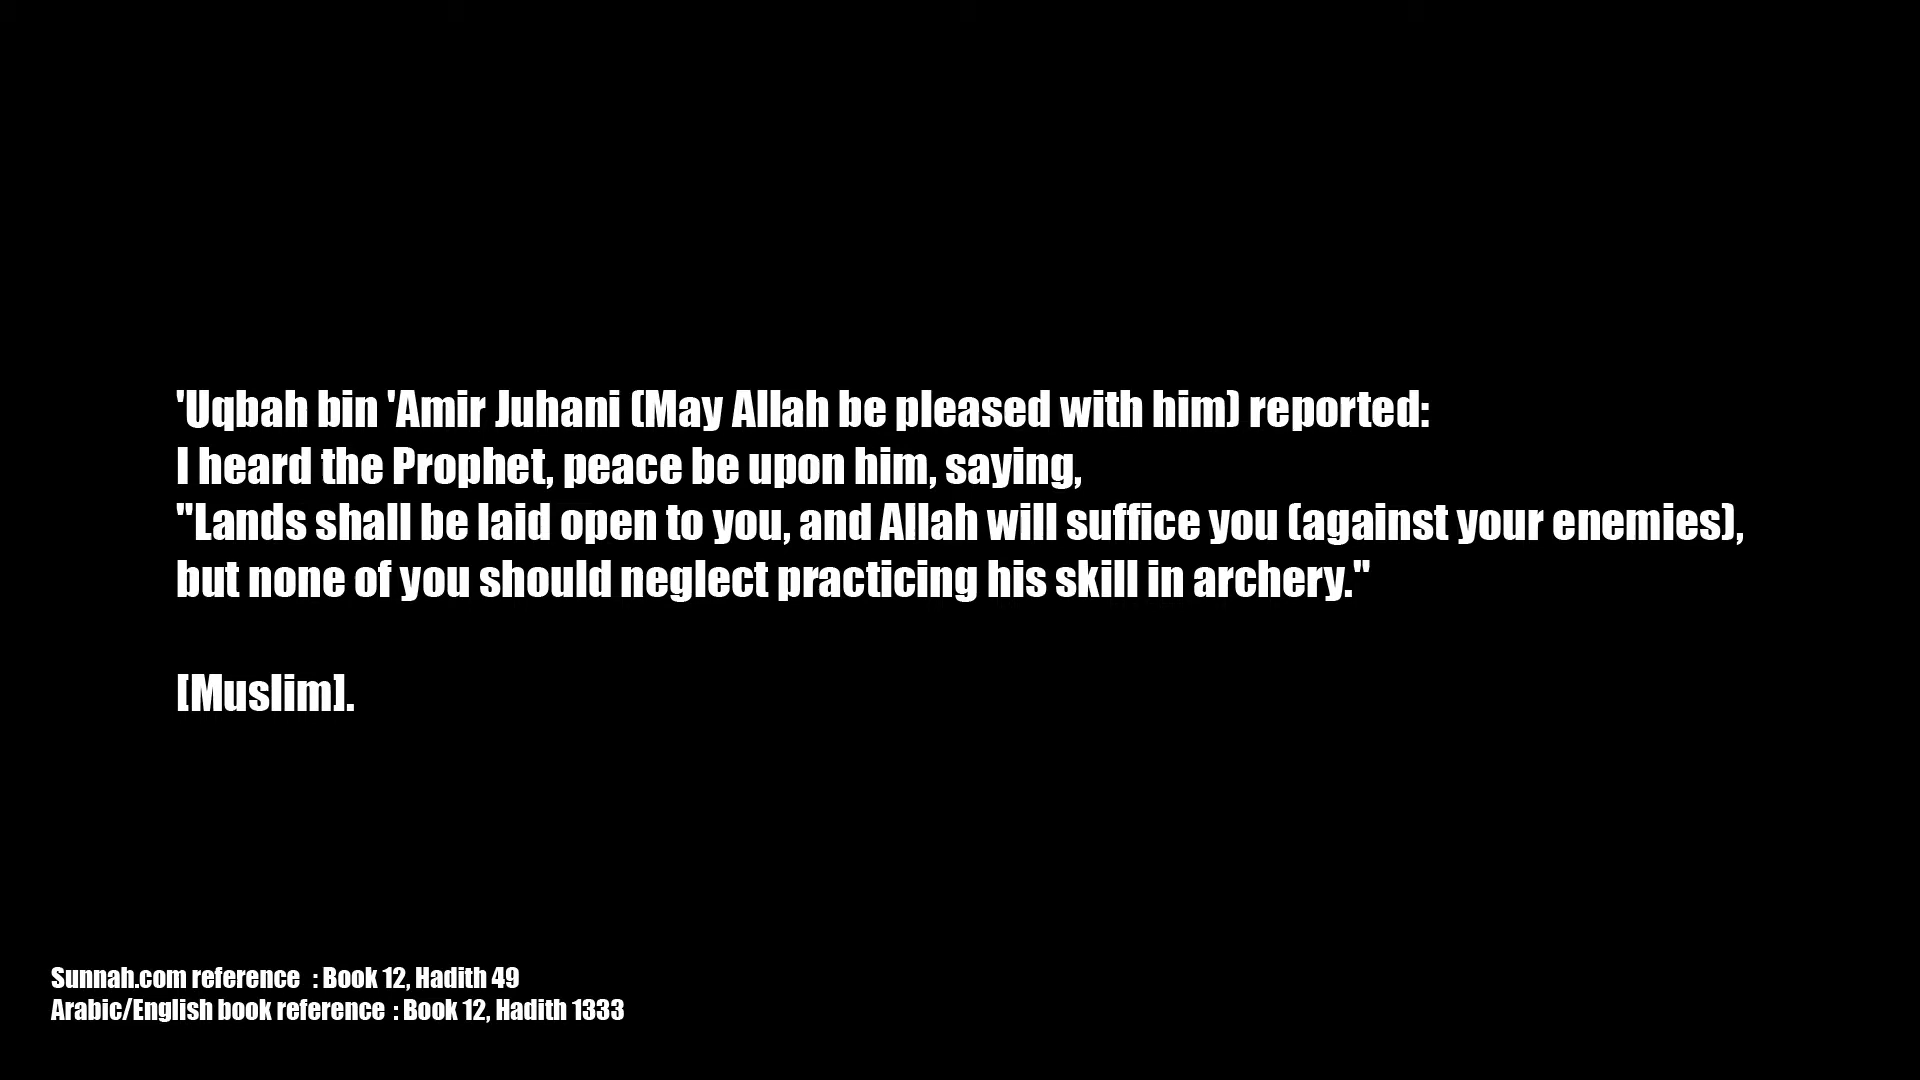 'Uqbah bin 'Amir Juhani (May Allah be pleased with him) reported:
I heard the Prophet, peace be upon him, saying,
"Lands shall be laid open to you, and Allah will suffice you (against your enemies),
but none of you should neglect practicing his skill in archery."
[Muslim].
Sunnah.com reference : Book 12, Hadith 49
Arabic/English book reference : Book 12, Hadith 1333